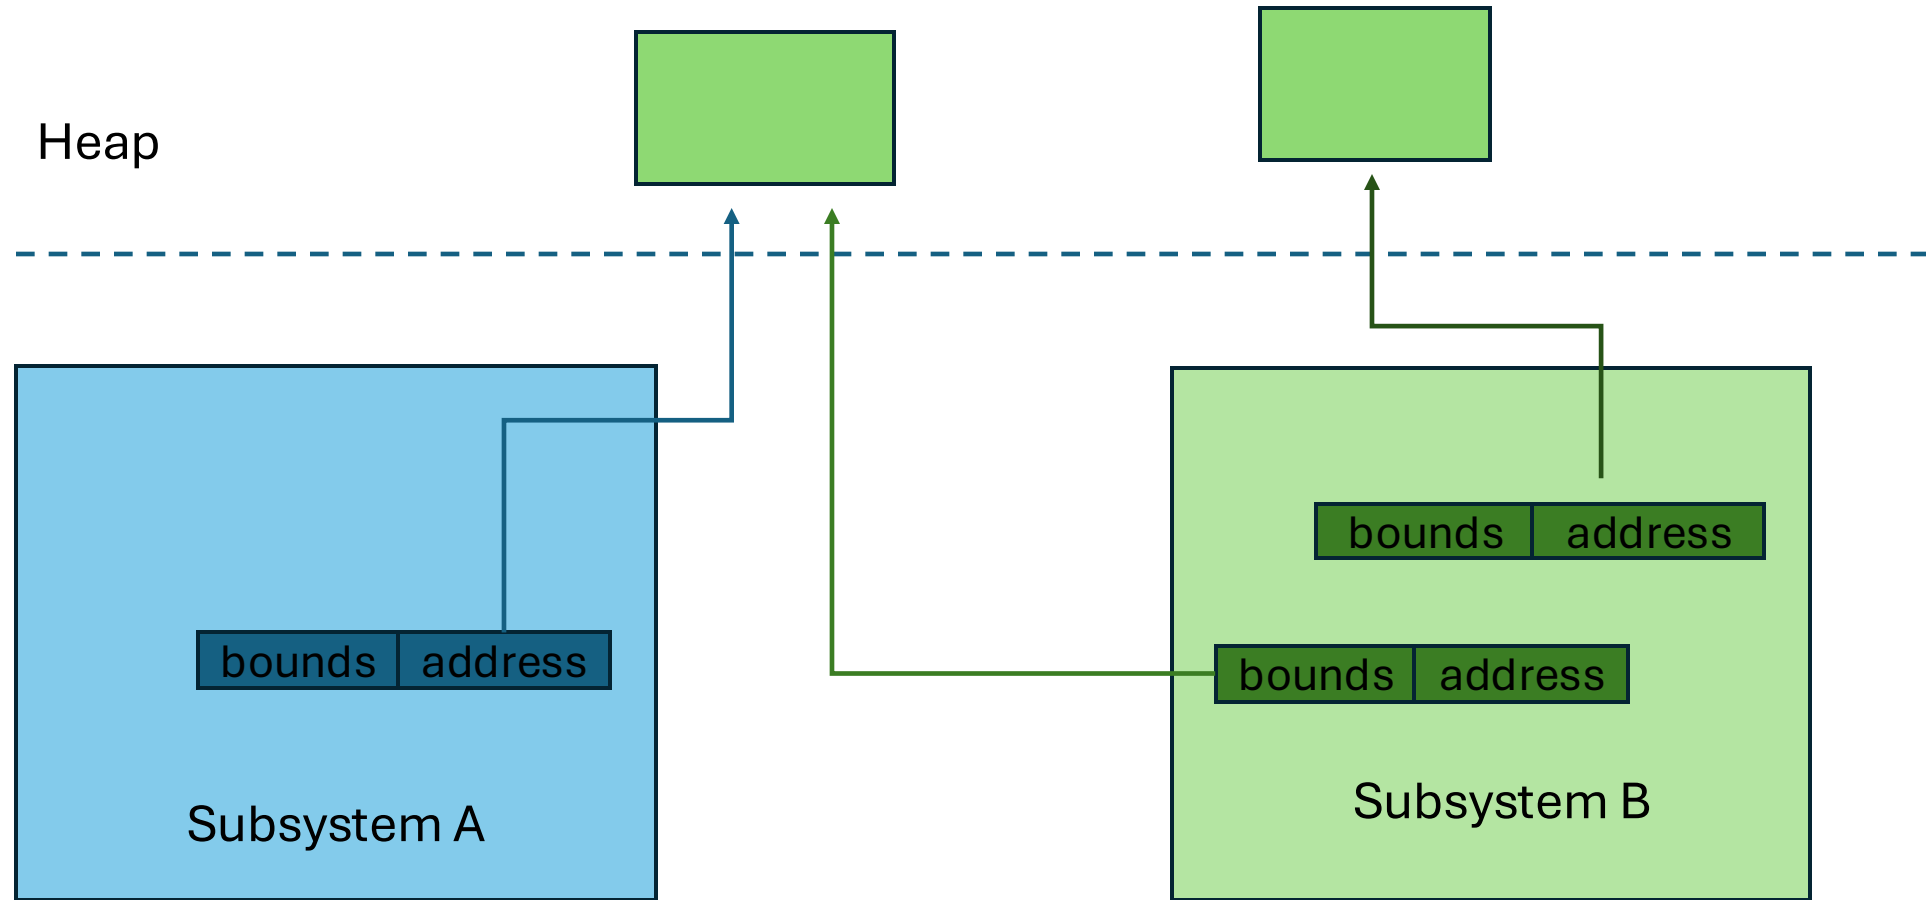 Heap
bounds address
bounds address
bounds address
Subsystem A
Subsystem B